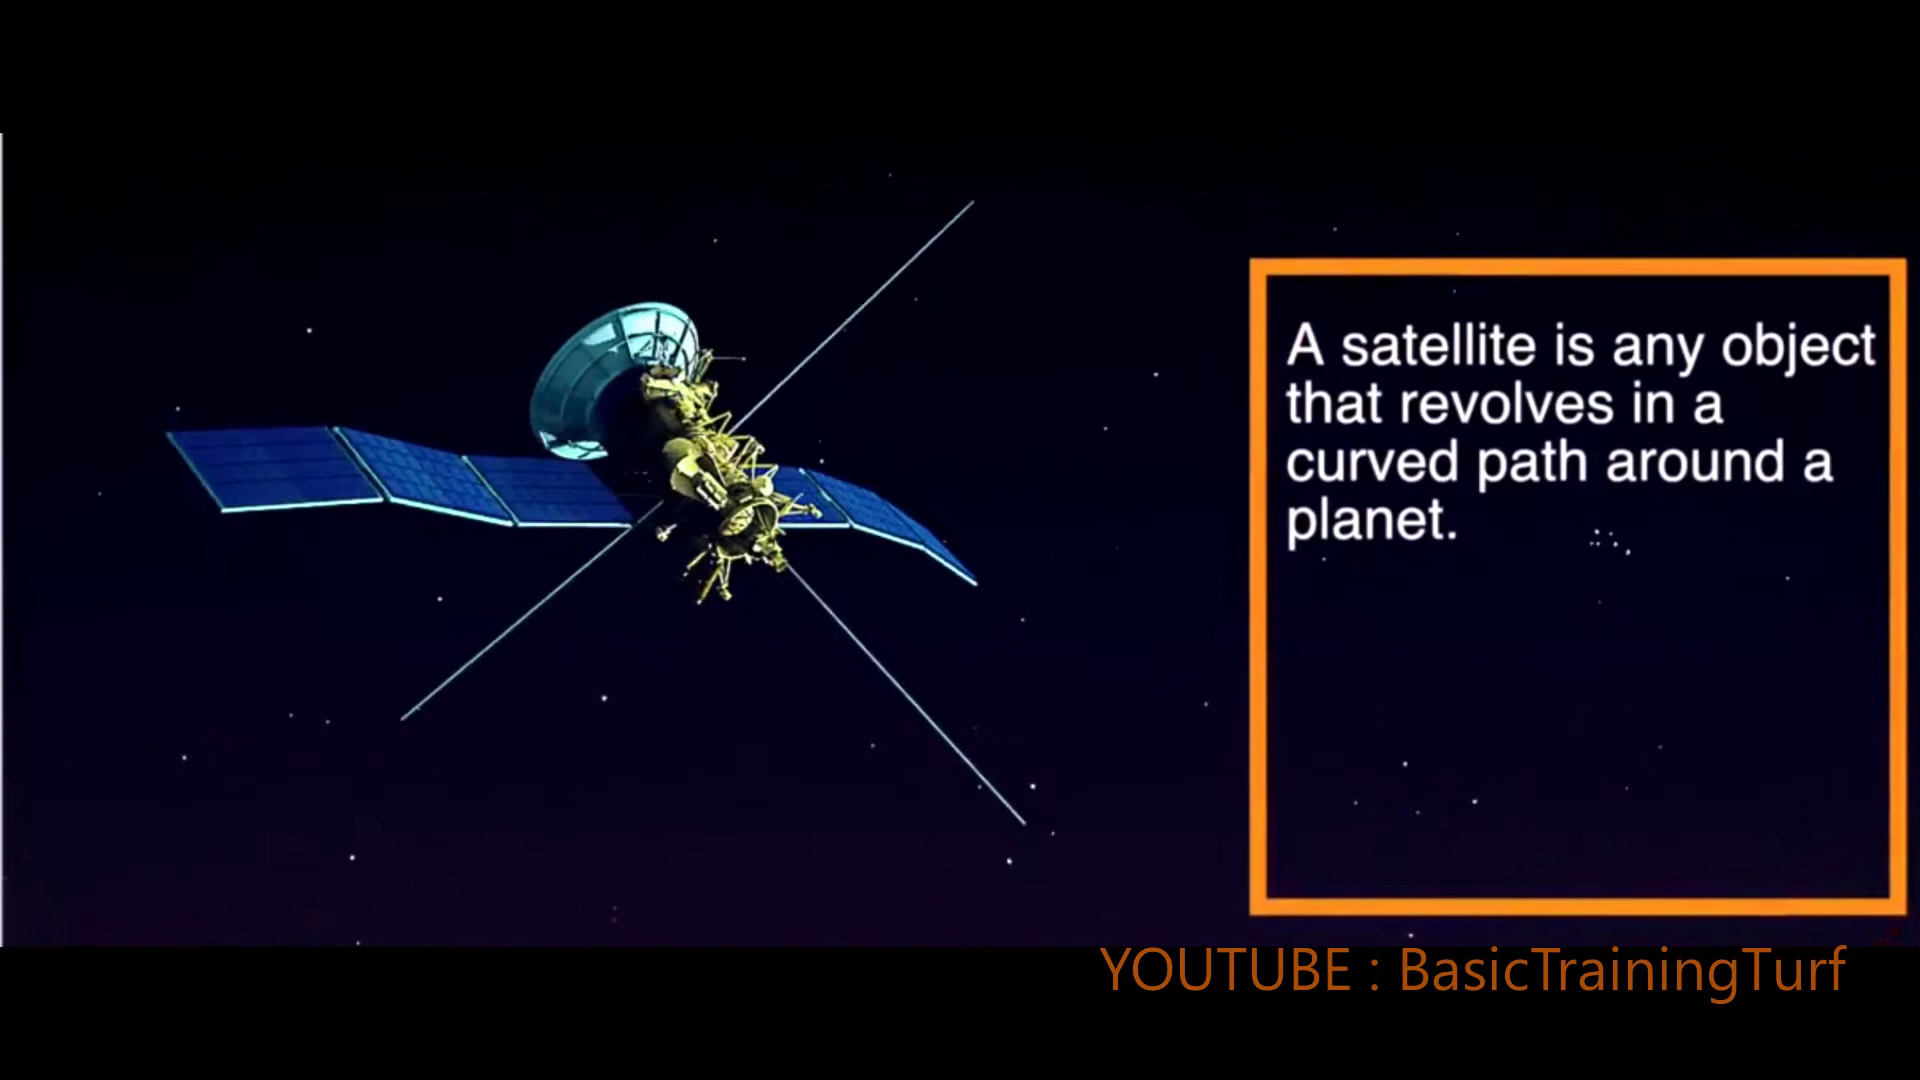 A satellite is any object
that revolves in a
curved path around a
planet.
YOUTUBE : BasicTrainingTurf